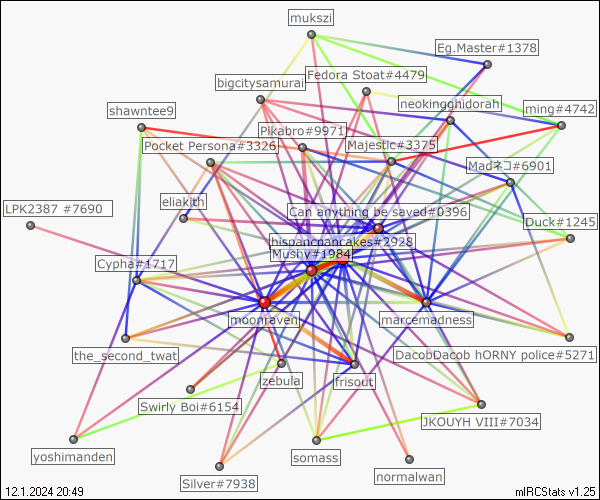 mukszi
Eg.Master#1378
Fedora Stoat#4479
bigcitysamurai
neokingghidorah
ming#4742
shawntee9
Pikabro#9971
Pocket Persona#3326
Majestic#3375
Madネコ#6901
eliakith
LPK2387 #7690
Can anything be saved#0396
Duck#1245
hispancpancakes#2928
Mushy#1984
Cypha#1717
moonraven
marcemadness
the_second_twat
DacobDacob hORNY police#5271
zebula
frisout
Swirly Boi#6154
JKOUYH VIII#7034
yoshimanden
somass
Silver#7938
normalwan
12.1.2024 20:49
mIRCStats v1.25